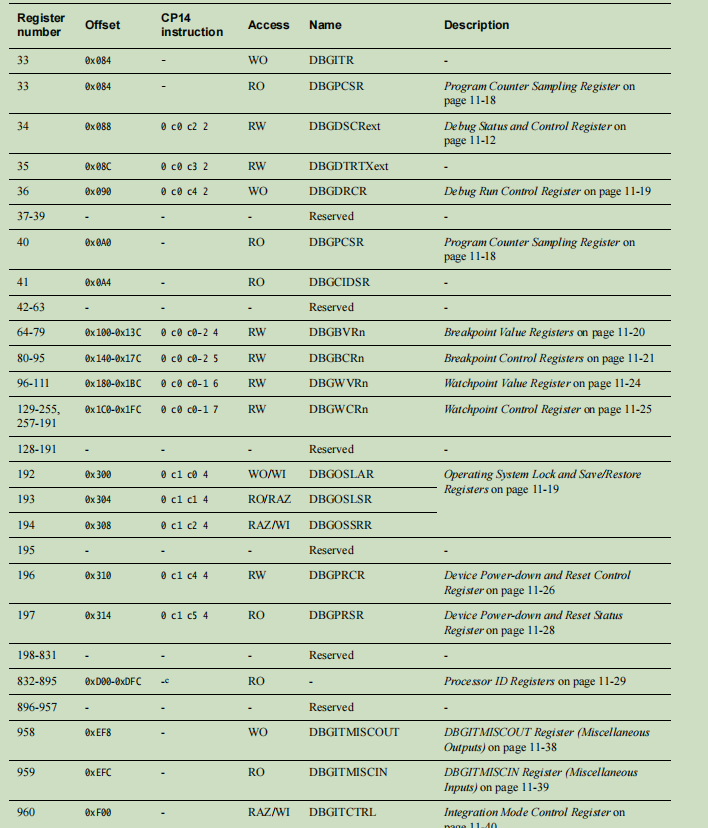 Register number Offset CP14 instruction Access Name Description
33 0x084 - WO DBGITR -
33 0x084 - RO DBGPCSR Program Counter Sampling Register on
page 11-18
34 0x088 0 c0 c2 2 RW DBGDSCRext Debug Status and Control Register on
page 11-12
35 0x08C 0 c0 c3 2 RW DBGDTRTXext -
36 0x090 0 c0 c4 2 WO DBGDRCR Debug Run Control Register on page 11-19
37-39 - - - Reserved -
40 0x0A0 - RO DBGPCSR Program Counter Sampling Register on
page 11-18
41 0x0A4 - RO DBGCIDSR -
42-63 - - - Reserved -
64-79 0x100-0x13C 0 c0 c0-2 4 RW DBGBVRn Breakpoint Value Registers on page 11-20
80-95 0x140-0x17C 0 c0 c0-2 5 RW DBGBCRn Breakpoint Control Registers on page 11-21
96-111 0x180-0x1BC 0 c0 c0-1 6 RW DBGWVRn Watchpoint Value Register on page 11-24
129-255, 0x1C0-0x1FC 0 c0 c0-1 7 RW DBGWCRn Watchpoint Control Register on page 11-25
257-191
128-191 - - - Reserved -
192 0x300 0 c1 c0 4 WO/WI DBGOSLAR Operating System Lock and Save/Restore
Registers on page 11-19
193 0x304 0 c1 c1 4 RO/RAZ DBGOSLSR
194 0x308 0 c1 c2 4 RAZ/WI DBGOSSRR
195 - - - Reserved -
196 0x310 0 c1 c4 4 RW DBGPRCR Device Power-down and Reset Control
Register on page 11-26
197 0x314 0 c1 c5 4 RO DBGPRSR Device Power-down and Reset Status
Register on page 11-28
198-831 - - - Reserved -
832-895 0xD00-0xDFC -c RO - Processor ID Registers on page 11-29
896-957 - - - Reserved -
958 0xEF8 - WO DBGITMISCOUT DBGITMISCOUT Register (Miscellaneous
Outputs) on page 11-38
959 0xEFC - RO DBGITMISCIN DBGITMISCIN Register (Miscellaneous
Inputs) on page 11-39
960 0xF00 - RAZ/WI DBGITCTRL Integration Mode Control Register on
page 11-40